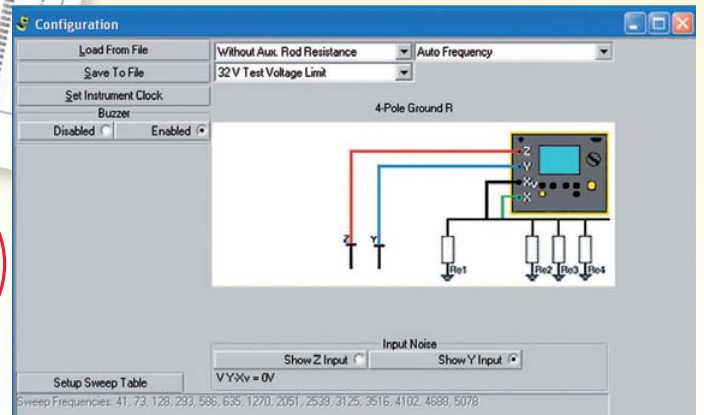 Configuration
Load From File
Without Aux. Rod Resistance
Auto Frequency
Save To File
32 V Test Voltage Limit
Set Instrument Clock
4-Pole Ground R
Buzzer
Disabled
Enabled
Z
Y
Xv
X
Z
Y
Re1
Re2
Re3
Re4
Input Noise
Show Z Input
Show Y Input
Setup Sweep Table
V Y-Xv = 0V
Sweep Frequencies: 41, 73, 128, 293, 586, 635, 1270, 2051, 2539, 3125, 3516, 4102, 4688, 5078